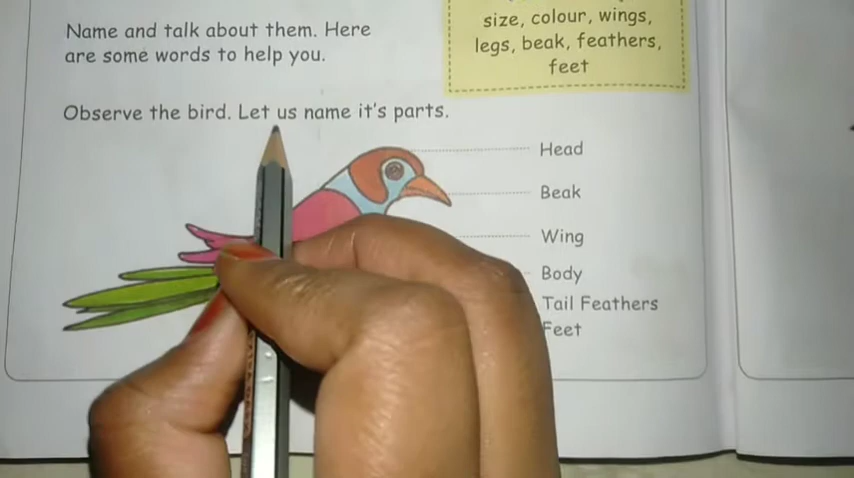 Name and talk about them. Here
are some words to help you.
size, colour, wings,
legs, beak, feathers,
feet
Observe the bird. Let us name it's parts.
Head
Beak
Wing
Body
Tail Feathers
Feet